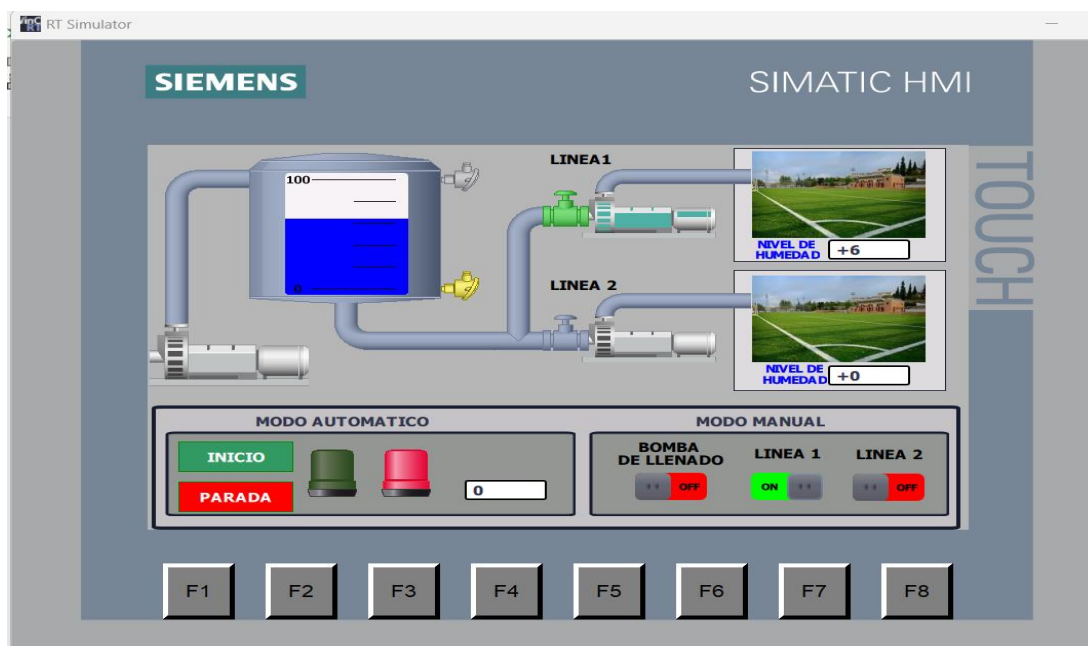 RT Simulator
SIEMENS
SIMATIC HMI
TOUCH
LINEA1
100
0
NIVEL DE
HUMEDAD +6
LINEA 2
NIVEL DE
HUMEDAD +0
MODO AUTOMATICO
INICIO
PARADA
0
MODO MANUAL
BOMBA
DE LLENADO
LINEA 1
LINEA 2
OFF
ON
OFF
F1
F2
F3
F4
F5
F6
F7
F8